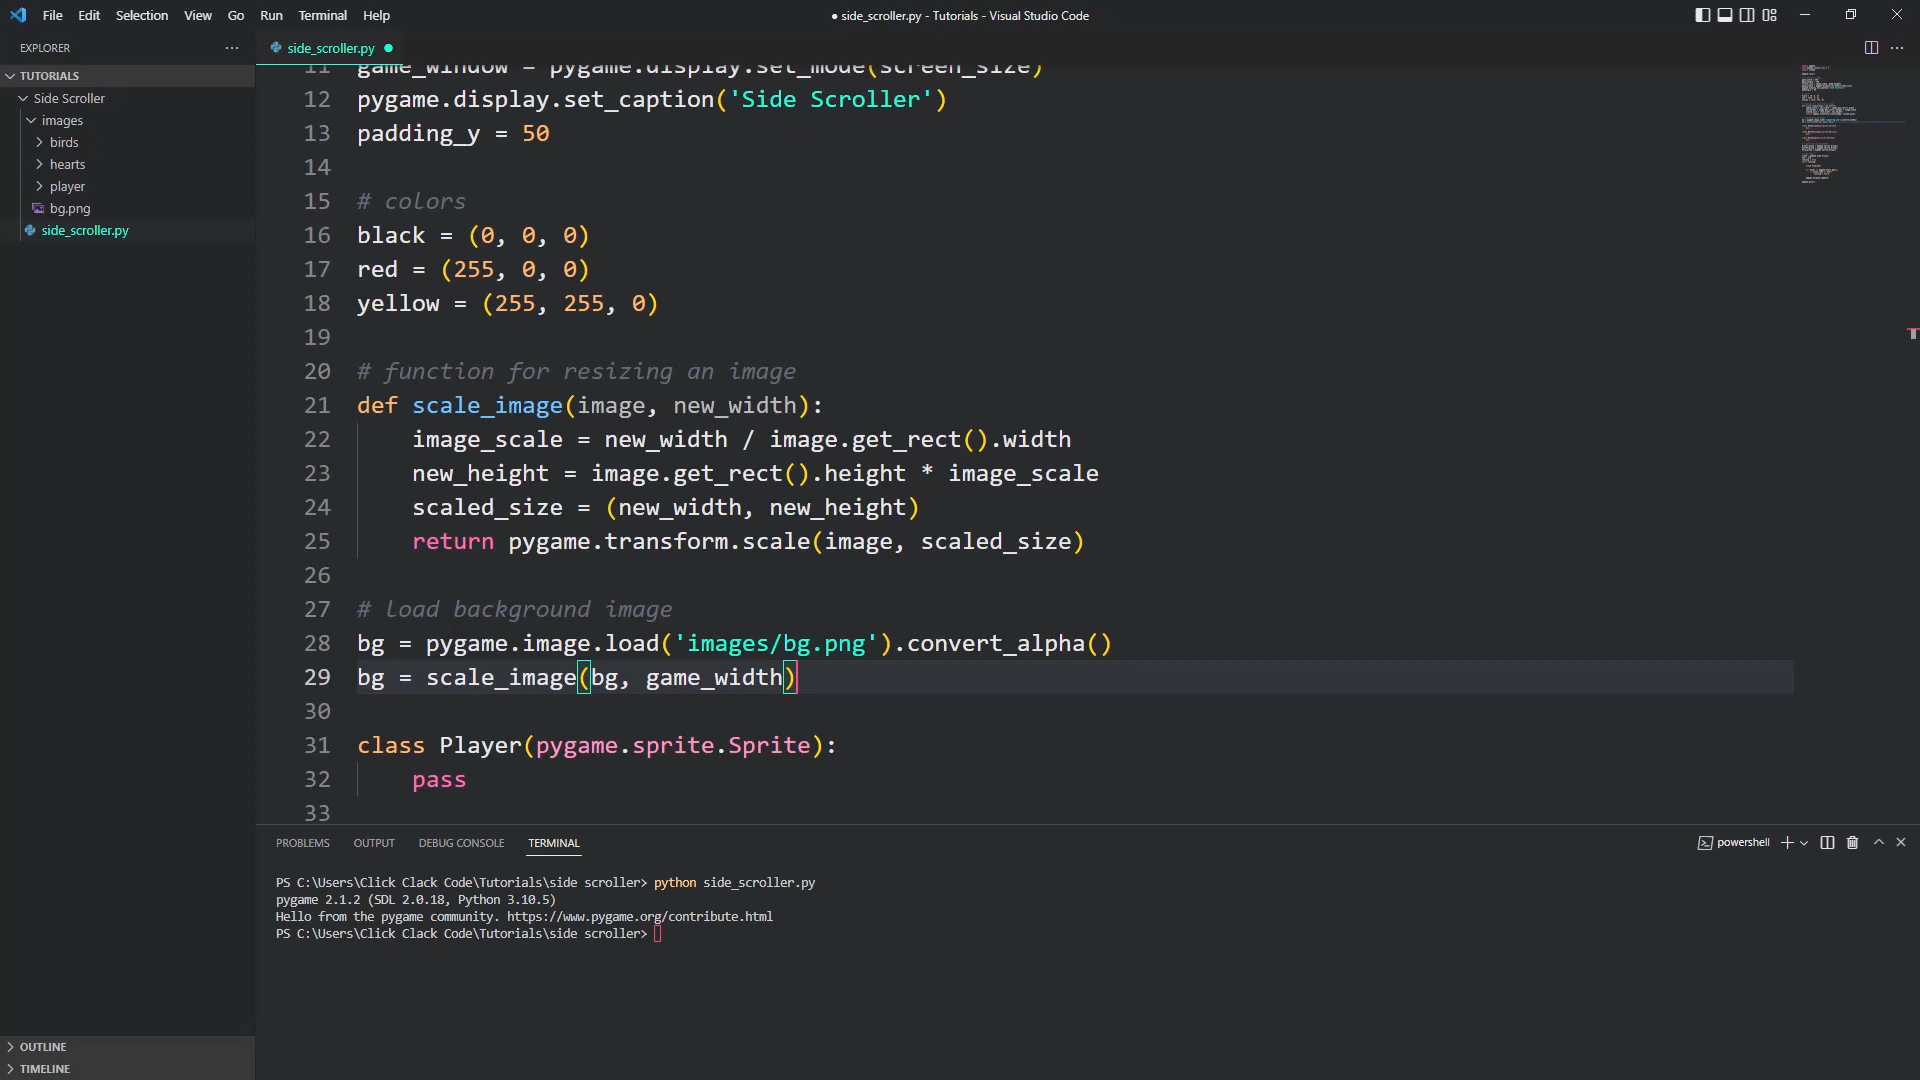 File Edit Selection View Go Run Terminal Help
● side_scroller.py - Tutorials - Visual Studio Code
EXPLORER
side_scroller.py
TUTORIALS
Side Scroller
images
birds
hearts
player
bg.png
side_scroller.py
OUTLINE
TIMELINE
11 game_window = pygame.display.set_mode(screen_size)
12 pygame.display.set_caption('Side Scroller')
13 padding_y = 50
14
15 # colors
16 black = (0, 0, 0)
17 red = (255, 0, 0)
18 yellow = (255, 255, 0)
19
20 # function for resizing an image
21 def scale_image(image, new_width):
22 image_scale = new_width / image.get_rect().width
23 new_height = image.get_rect().height * image_scale
24 scaled_size = (new_width, new_height)
25 return pygame.transform.scale(image, scaled_size)
26
27 # load background image
28 bg = pygame.image.load('images/bg.png').convert_alpha()
29 bg = scale_image(bg, game_width)
30
31 class Player(pygame.sprite.Sprite):
32 pass
33
PROBLEMS OUTPUT DEBUG CONSOLE TERMINAL
powershell
PS C:\Users\Click Clack Code\Tutorials\side scroller> python side_scroller.py
pygame 2.1.2 (SDL 2.0.18, Python 3.10.5)
Hello from the pygame community. https://www.pygame.org/contribute.html
PS C:\Users\Click Clack Code\Tutorials\side scroller>